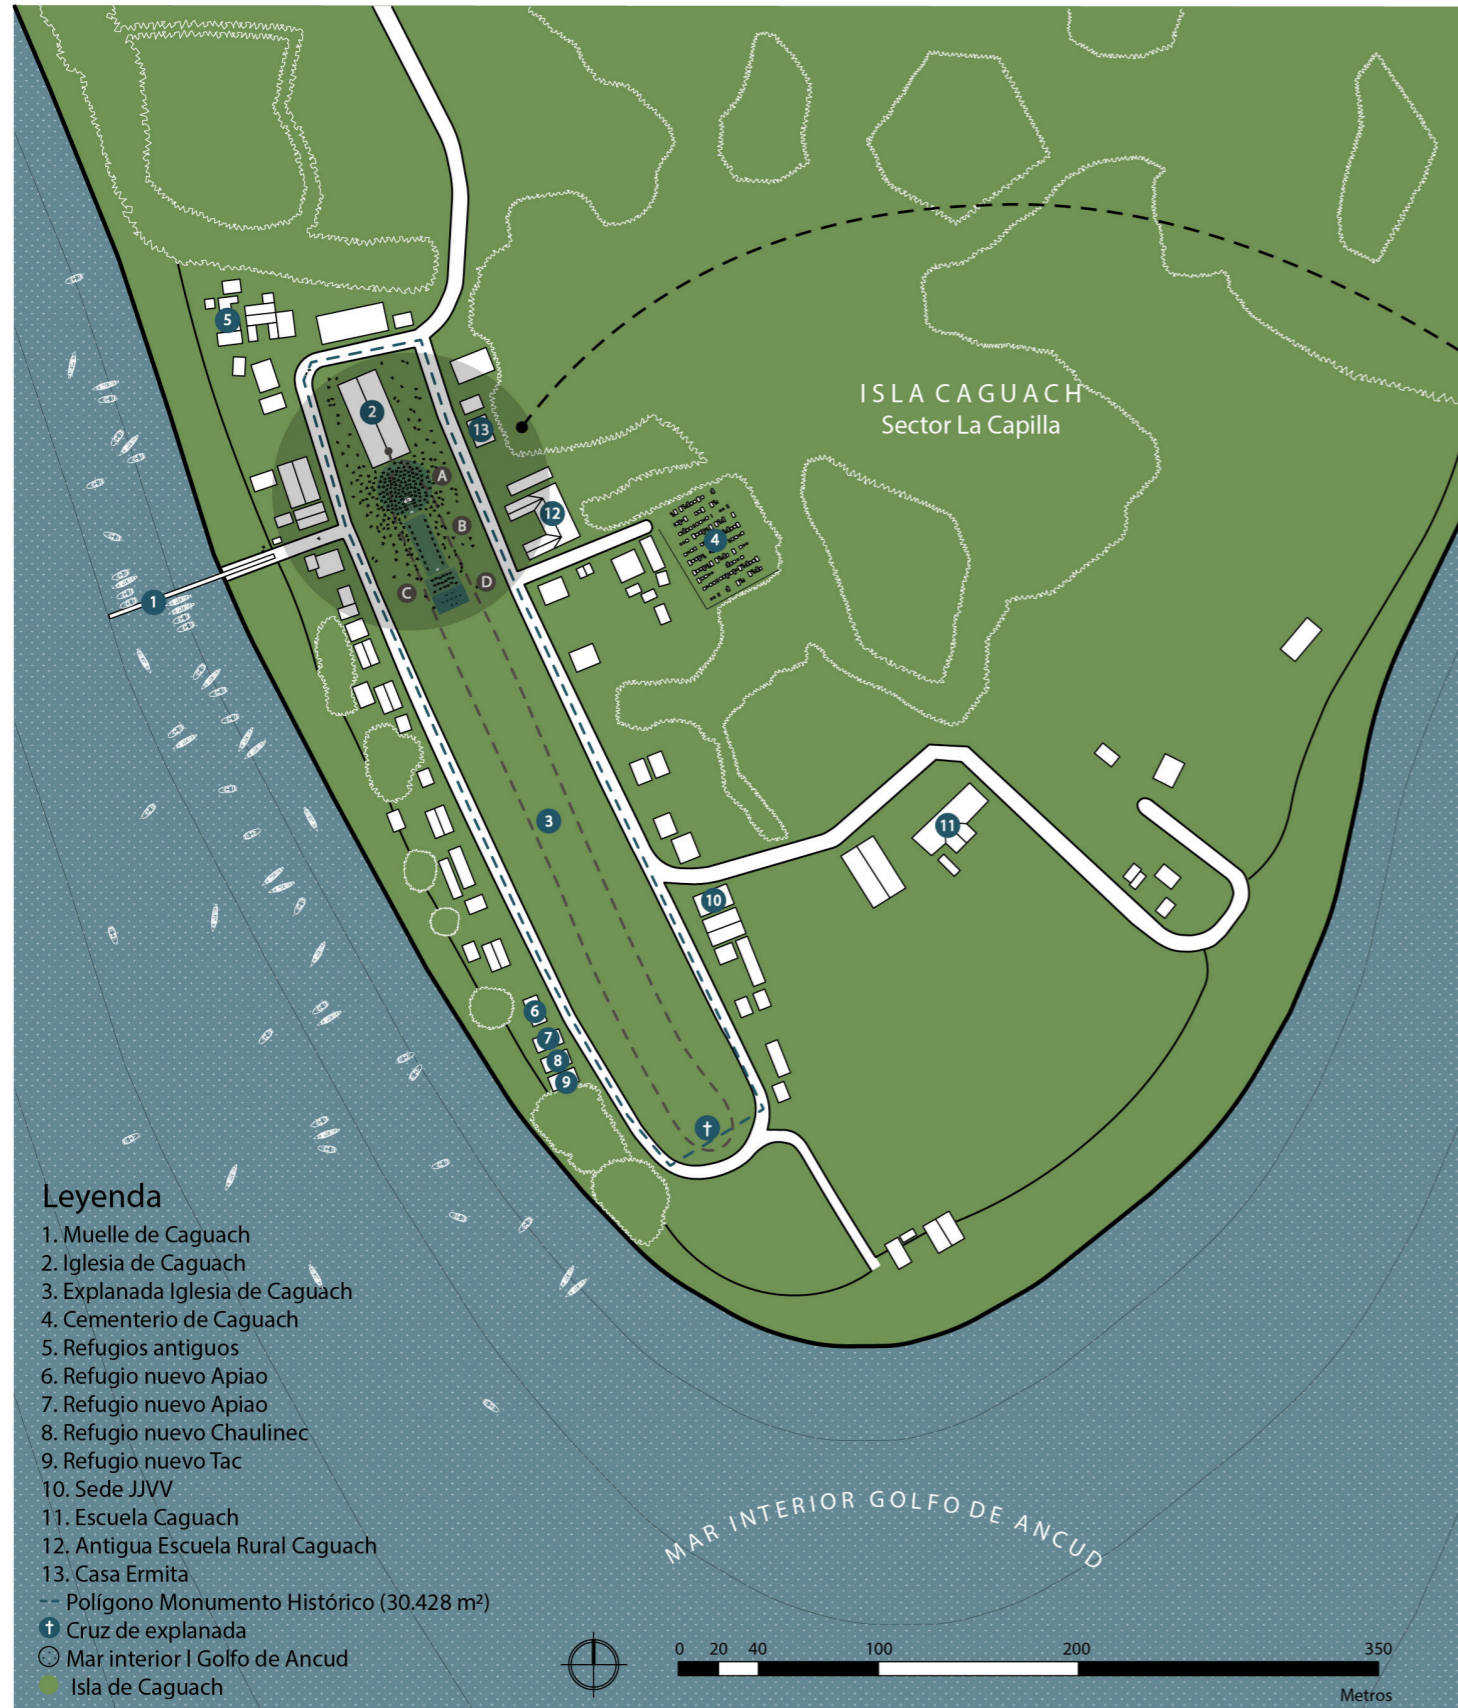 5
2
13
ISLA CAGUACH
Sector La Capilla
A
12
B
4
D
C
1
3
11
10
6
7
8
9
✝
Leyenda
1. Muelle de Caguach
2. Iglesia de Caguach
3. Explanada Iglesia de Caguach
4. Cementerio de Caguach
5. Refugios antiguos
6. Refugio nuevo Apiao
7. Refugio nuevo Apiao
8. Refugio nuevo Chaulinec
9. Refugio nuevo Tac
10. Sede JJVV
11. Escuela Caguach
12. Antigua Escuela Rural Caguach
13. Casa Ermita
Polígono Monumento Histórico (30.428 m²)
✝ Cruz de explanada
Mar interior I Golfo de Ancud
Isla de Caguach
MAR INTERIOR GOLFO DE ANCUD
0 20 40 100 200 350
Metros